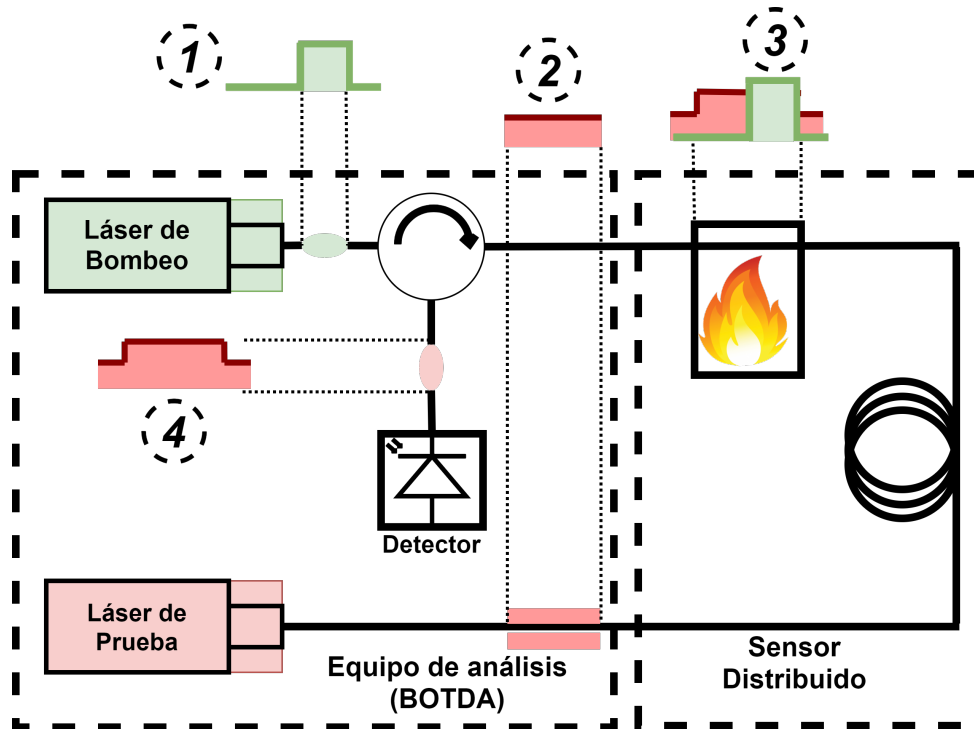 1
2
3
Láser de
Bombeo
4
Detector
Láser de
Prueba
Equipo de análisis
(BOTDA)
Sensor
Distribuido